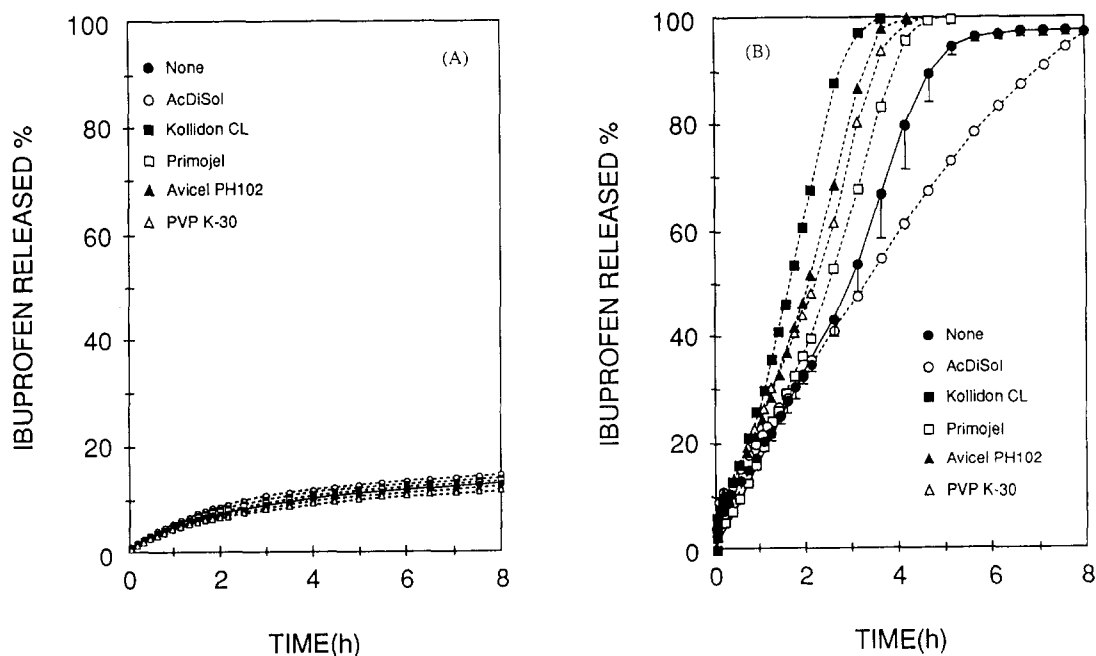 IBUPROFEN RELEASED %
100
80
60
40
20
0
(A)
None
AcDiSol
Kollidon CL
Primojel
Avicel PH102
PVP K-30
0
2
4
6
8
TIME(h)
IBUPROFEN RELEASED %
100
80
60
40
20
0
(B)
None
AcDiSol
Kollidon CL
Primojel
Avicel PH102
PVP K-30
0
2
4
6
8
TIME(h)